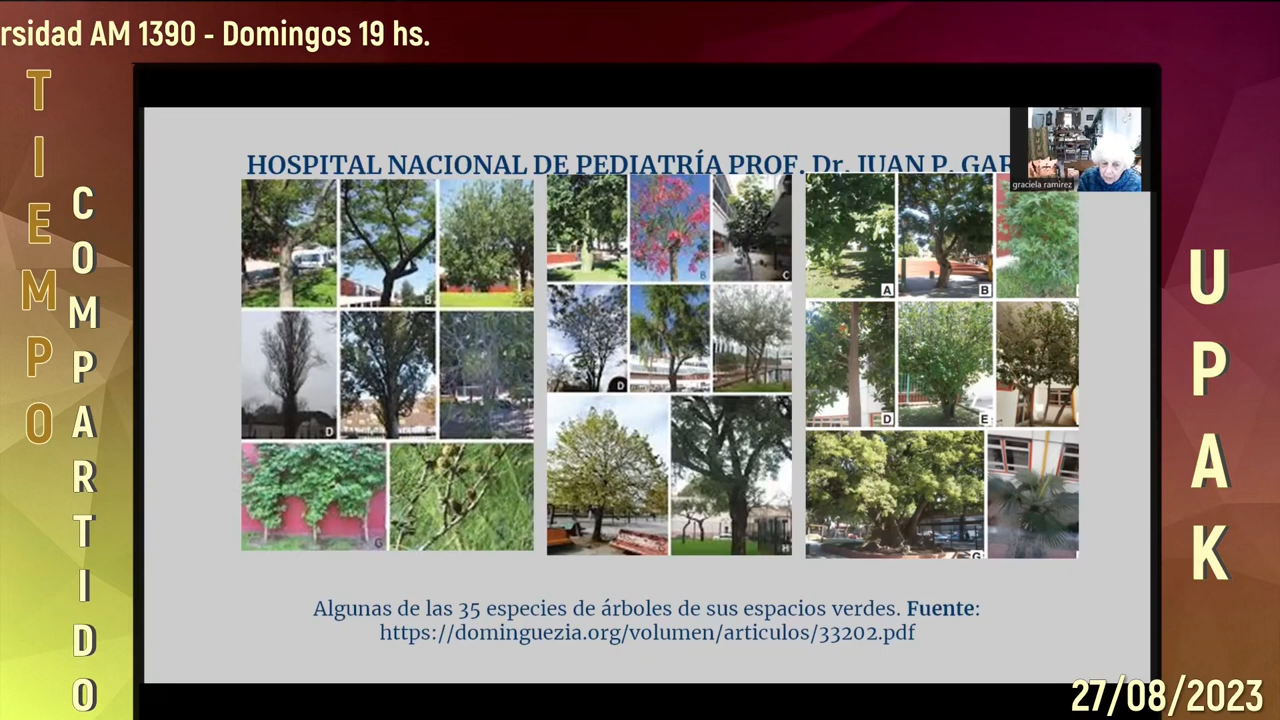 rsidad AM 1390 - Domingos 19 hs.
TIEMPO
COMPARTIDO
HOSPITAL NACIONAL DE PEDIATRÍA PROF. Dr. JUAN P. GAR
graciela ramirez
B
B
C
A
B
D
D
D
E
G
H
G
Algunas de las 35 especies de árboles de sus espacios verdes. Fuente:
https://dominguezia.org/volumen/articulos/33202.pdf
UPAK
27/08/2023